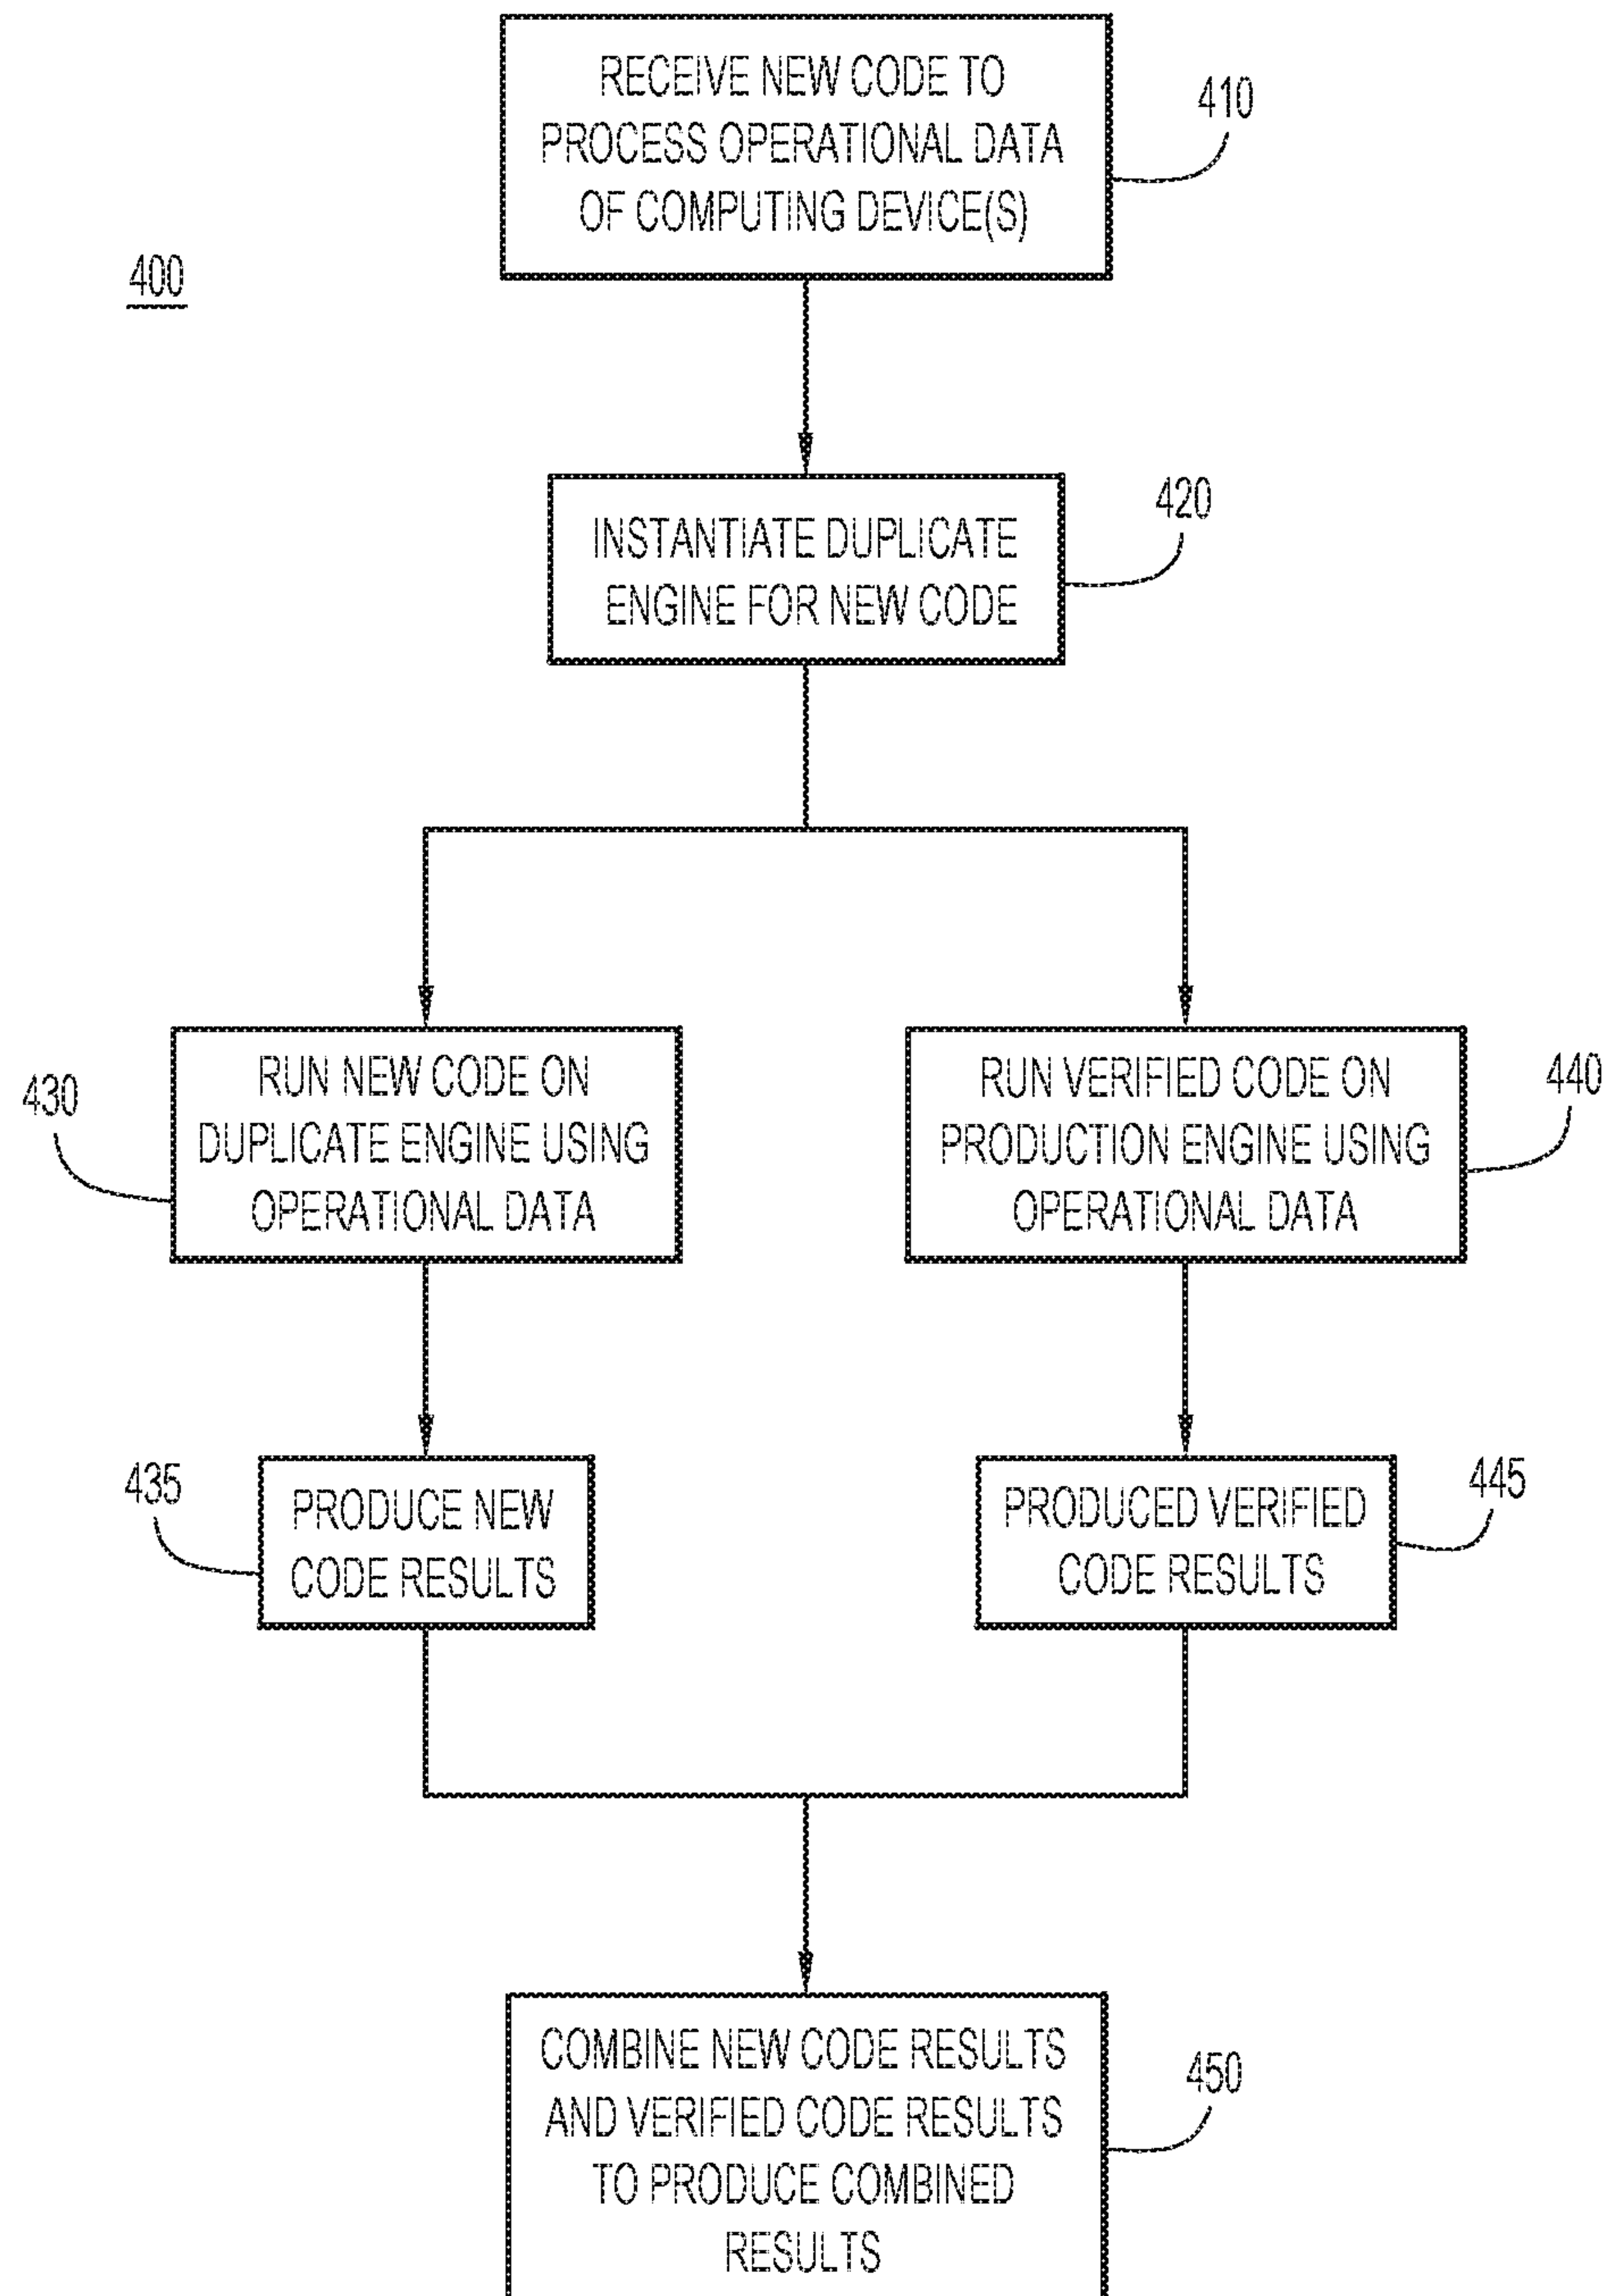 RECEIVE NEW CODE TO
PROCESS OPERATIONAL DATA
OF COMPUTING DEVICE(S)
410
400
INSTANTIATE DUPLICATE
ENGINE FOR NEW CODE
420
430
RUN NEW CODE ON
DUPLICATE ENGINE USING
OPERATIONAL DATA
RUN VERIFIED CODE ON
PRODUCTION ENGINE USING
OPERATIONAL DATA
440
435
PRODUCE NEW
CODE RESULTS
PRODUCED VERIFIED
CODE RESULTS
445
COMBINE NEW CODE RESULTS
AND VERIFIED CODE RESULTS
TO PRODUCE COMBINED
RESULTS
450